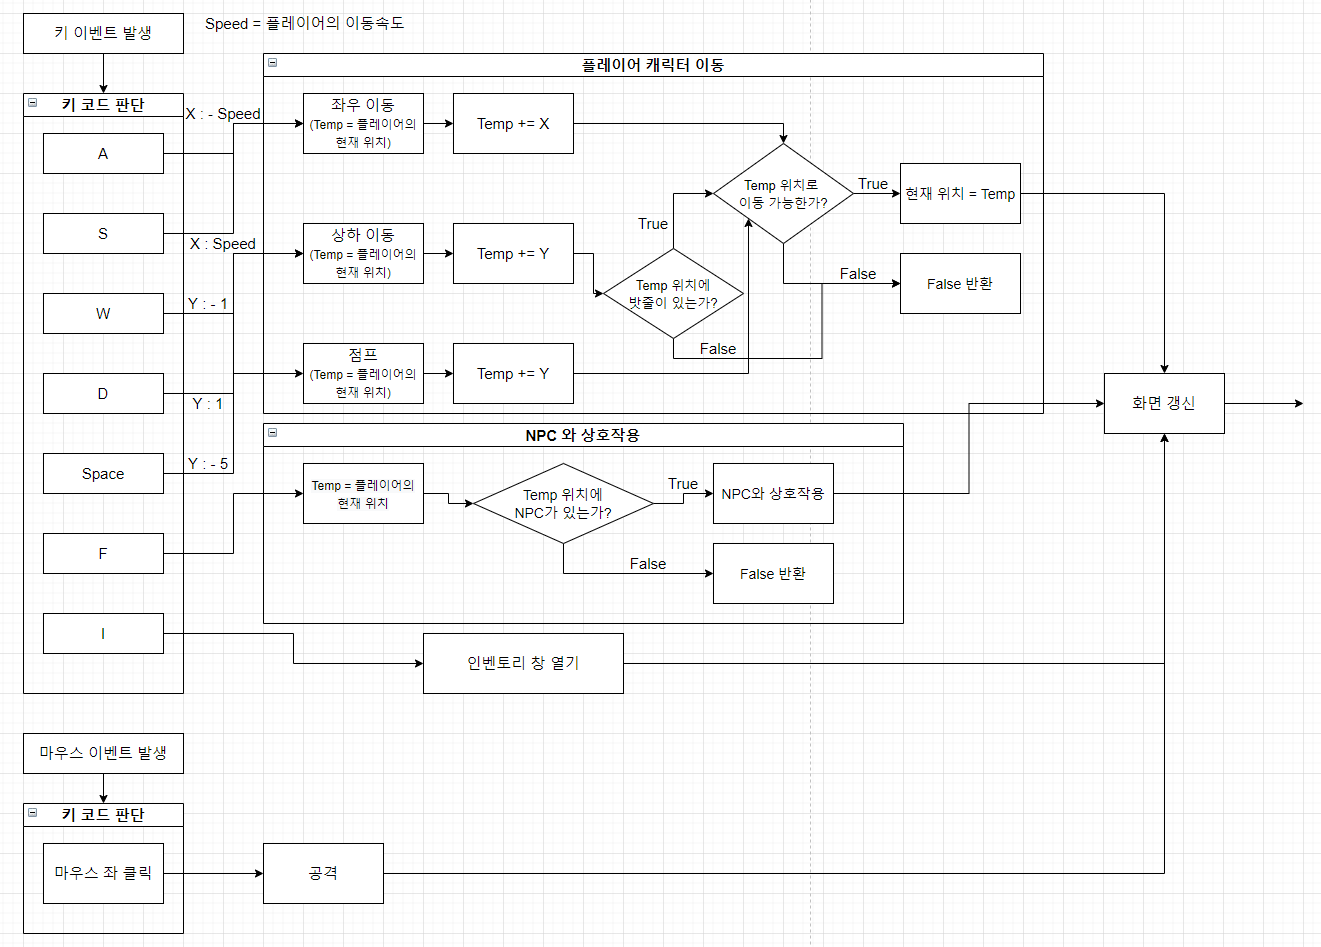 키 이벤트 발생
Speed = 플레이어의 이동속도
키 코드 판단
A
S
W
D
Space
F
I
X : - Speed
X : Speed
Y : - 1
Y : 1
Y : - 5
플레이어 캐릭터 이동
좌우 이동
(Temp = 플레이어의
현재 위치)
Temp += X
상하 이동
(Temp = 플레이어의
현재 위치)
Temp += Y
Temp 위치에
밧줄이 있는가?
True
False
점프
(Temp = 플레이어의
현재 위치)
Temp += Y
Temp 위치로
이동 가능한가?
True
현재 위치 = Temp
False
False 반환
NPC 와 상호작용
Temp = 플레이어의
현재 위치
Temp 위치에
NPC가 있는가?
True
NPC와 상호작용
False
False 반환
인벤토리 창 열기
화면 갱신
마우스 이벤트 발생
키 코드 판단
마우스 좌 클릭
공격